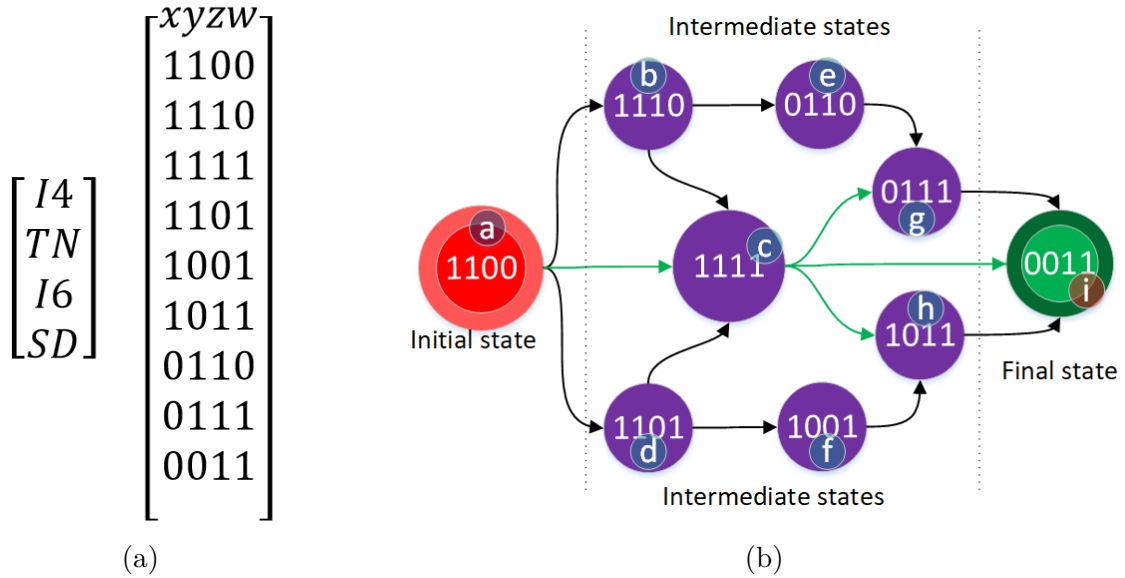 I4
TN
I6
SD
xyzw
1100
1110
1111
1101
1001
1011
0110
0111
0011
(a)
Intermediate states
b
1110
e
0110
0111
g
a
1100
Initial state
c
1111
0011
i
Final state
h
1011
1101
d
1001
f
Intermediate states
(b)